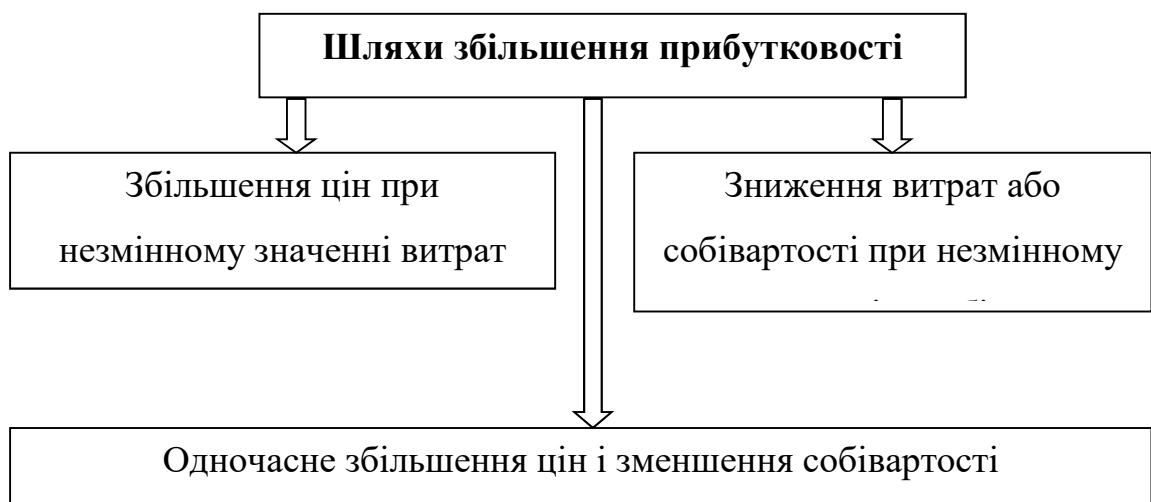 Шляхи збільшення прибутковості
Збільшення цін при
незмінному значенні витрат
Зниження витрат або
собівартості при незмінному
Одночасне збільшення цін і зменшення собівартості